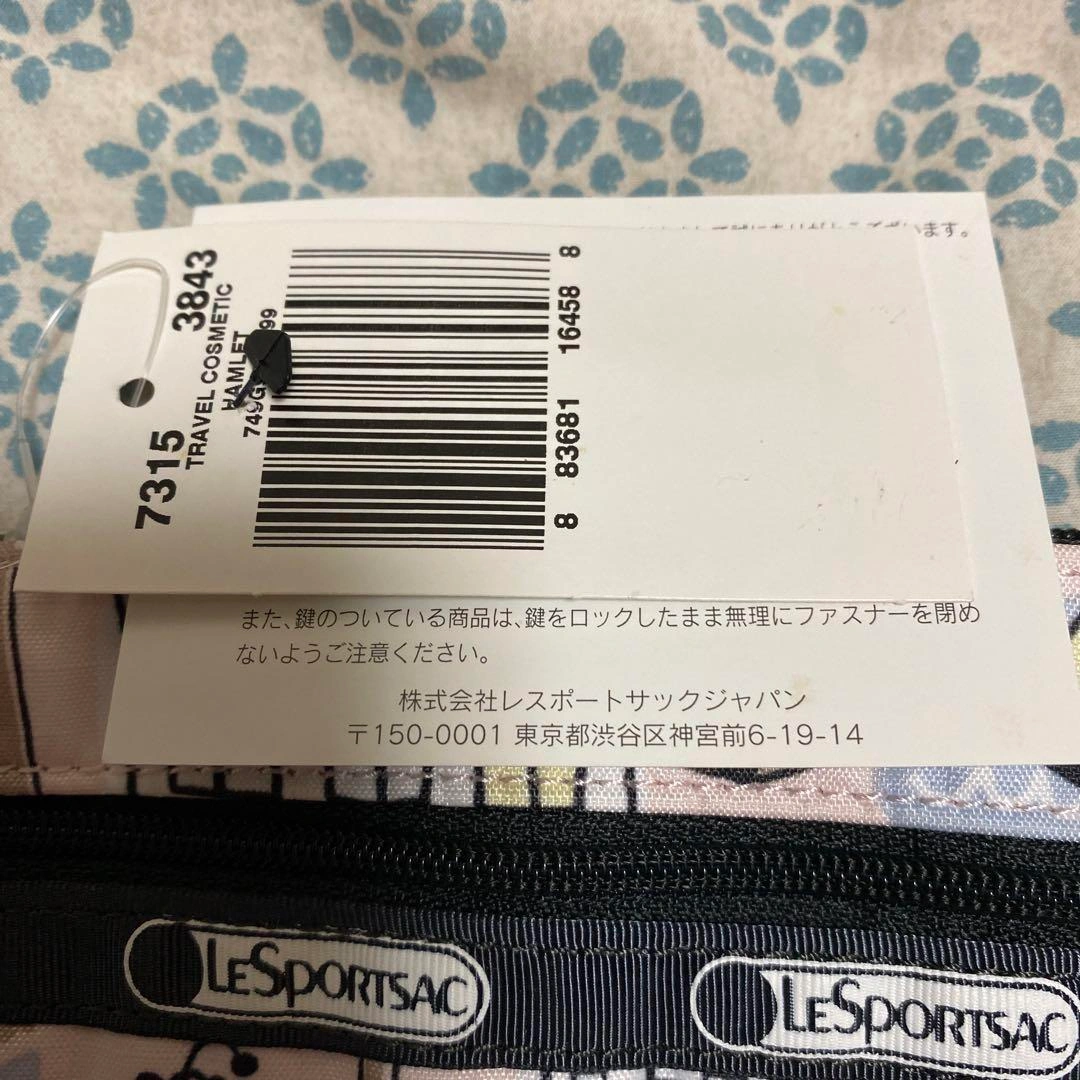 7315 3843
TRAVEL COSMETIC
HAMLET
8 83681 16458 8
ございます。
また、鍵のついている商品は、鍵をロックしたまま無理にファスナーを閉め
ないようご注意ください。
株式会社レスポートサックジャパン
〒150-0001 東京都渋谷区神宮前6-19-14
LESPORTSAC
LESPORTSAC